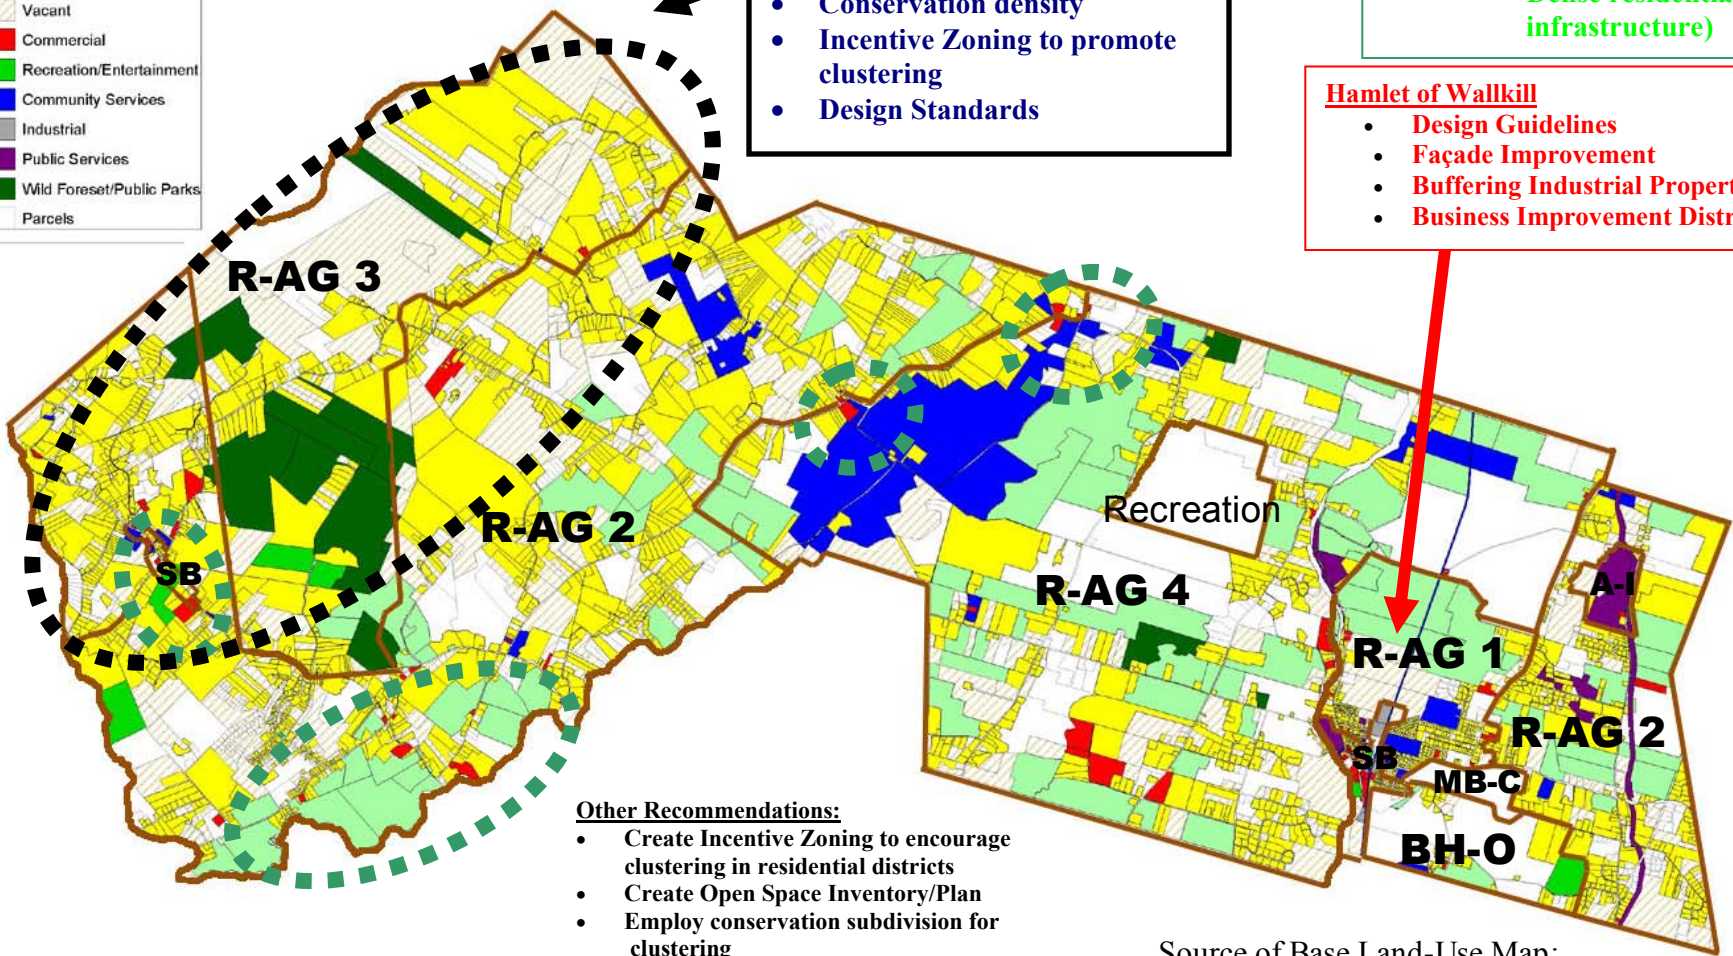 Vacant
Commercial
Recreation/Entertainment
Community Services
Industrial
Public Services
Wild Foreset/Public Parks
Parcels
• Conservation density
• Incentive Zoning to promote
clustering
• Design Standards
Dense residential
infrastructure)
Hamlet of Wallkill
• Design Guidelines
• Façade Improvement
• Buffering Industrial Propert
• Business Improvement Distr
R-AG 3
R-AG 2
SB
Recreation
R-AG 4
A-I
R-AG 1
R-AG 2
SB
MB-C
BH-O
Other Recommendations:
• Create Incentive Zoning to encourage
clustering in residential districts
• Create Open Space Inventory/Plan
• Employ conservation subdivision for
clustering
Source of Base Land-Use Map: